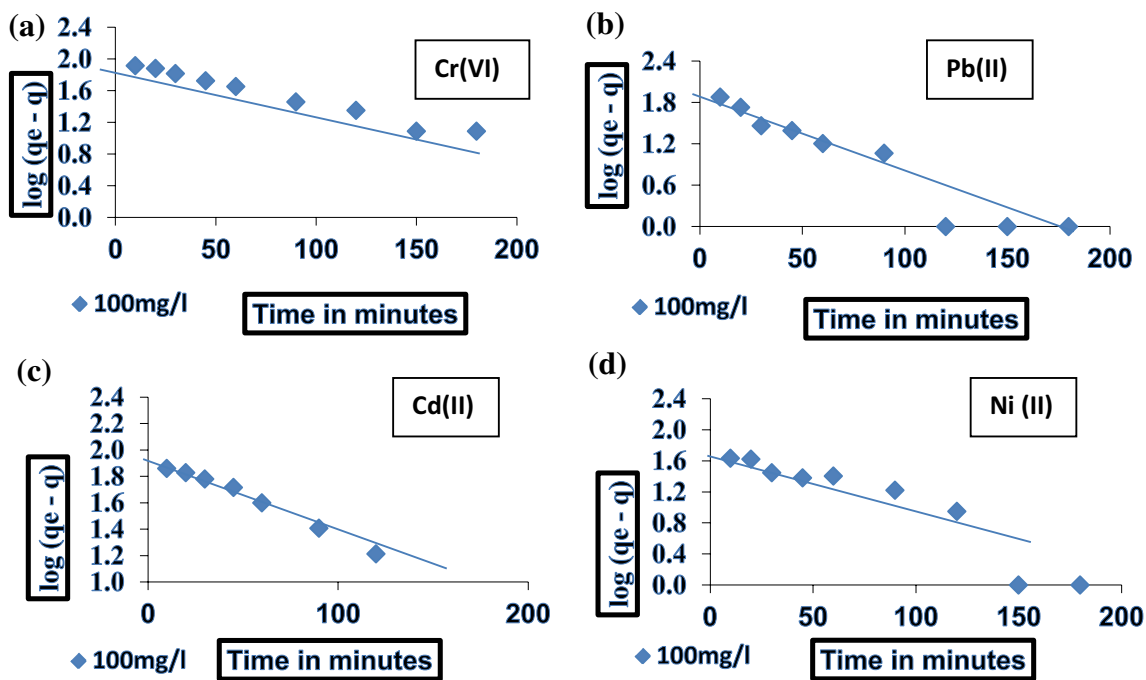 (a)
Cr(VI)
log (qe - q)
2.4
2.0
1.6
1.2
0.8
0.4
0.0
0 50 100 150 200
100mg/l
Time in minutes
(b)
Pb(II)
log (qe - q)
2.4
1.8
1.2
0.6
0.0
0 50 100 150 200
100mg/l
Time in minutes
(c)
Cd(II)
log (qe - q)
2.4
2.2
2.0
1.8
1.6
1.4
1.2
1.0
0 100 200
100mg/l
Time in minutes
(d)
Ni (II)
log (qe - q)
2.4
2.0
1.6
1.2
0.8
0.4
0.0
0 50 100 150 200
100mg/l
Time in minutes